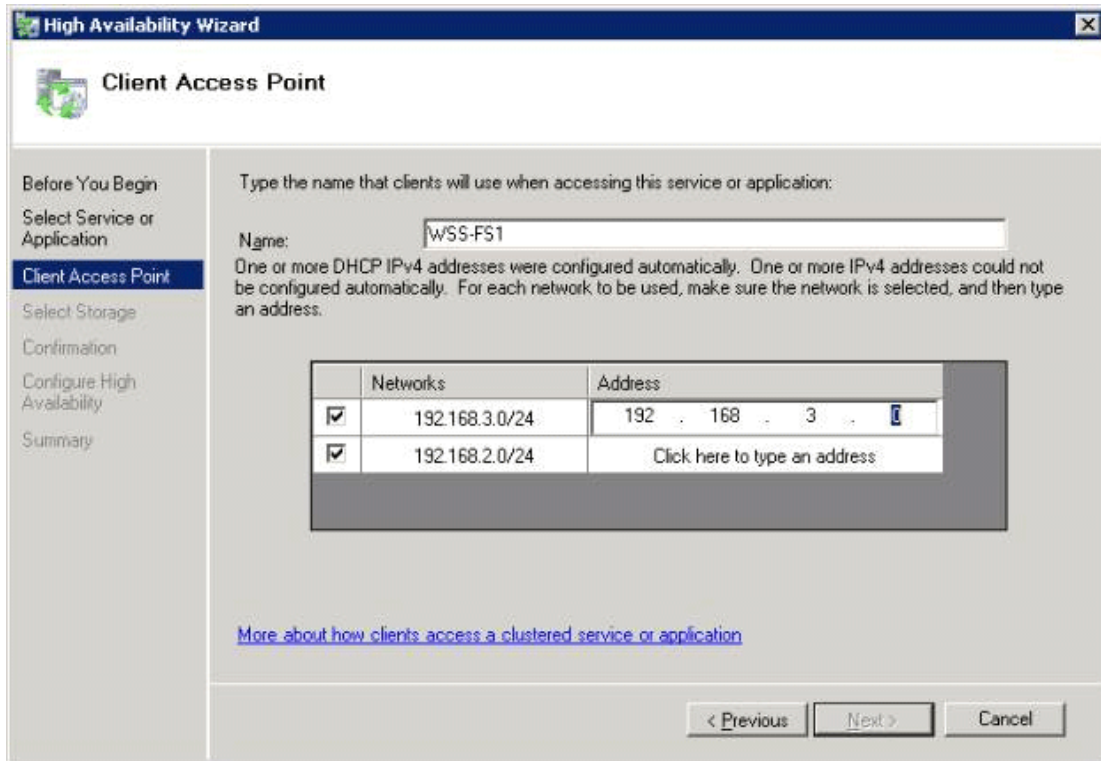 High Availability Wizard
Client Access Point
Before You Begin
Select Service or
Application
Client Access Point
Select Storage
Confirmation
Configure High
Availability
Summary
Type the name that clients will use when accessing this service or application:
Name: WSS-FS1
One or more DHCP IPv4 addresses were configured automatically. One or more IPv4 addresses could not
be configured automatically. For each network to be used, make sure the network is selected, and then type
an address.
Networks Address
192.168.3.0/24 192 . 168 . 3 . 0
192.168.2.0/24 Click here to type an address
More about how clients access a clustered service or application
< Previous Next > Cancel